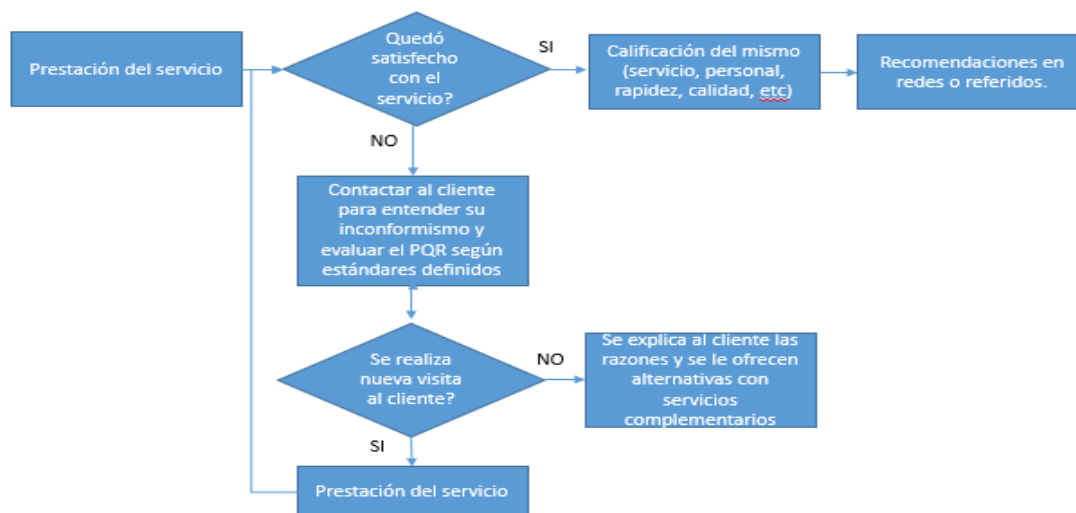 Prestación del servicio
Quedó
satisfecho
con el
servicio?
SI
Calificación del mismo
(servicio, personal,
rapidez, calidad, etc)
Recomendaciones en
redes o referidos.
NO
Contactar al cliente
para entender su
inconformismo y
evaluar el PQR según
estándares definidos
Se realiza
nueva visita
al cliente?
NO
Se explica al cliente las
razones y se le ofrecen
alternativas con
servicios
complementarios
SI
Prestación del servicio